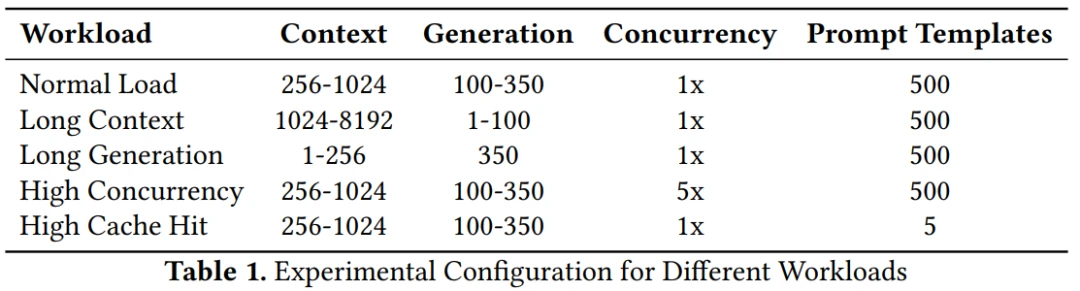 Workload Context Generation Concurrency Prompt Templates
Normal Load 256-1024 100-350 1x 500
Long Context 1024-8192 1-100 1x 500
Long Generation 1-256 350 1x 500
High Concurrency 256-1024 100-350 5x 500
High Cache Hit 256-1024 100-350 1x 5
Table 1. Experimental Configuration for Different Workloads